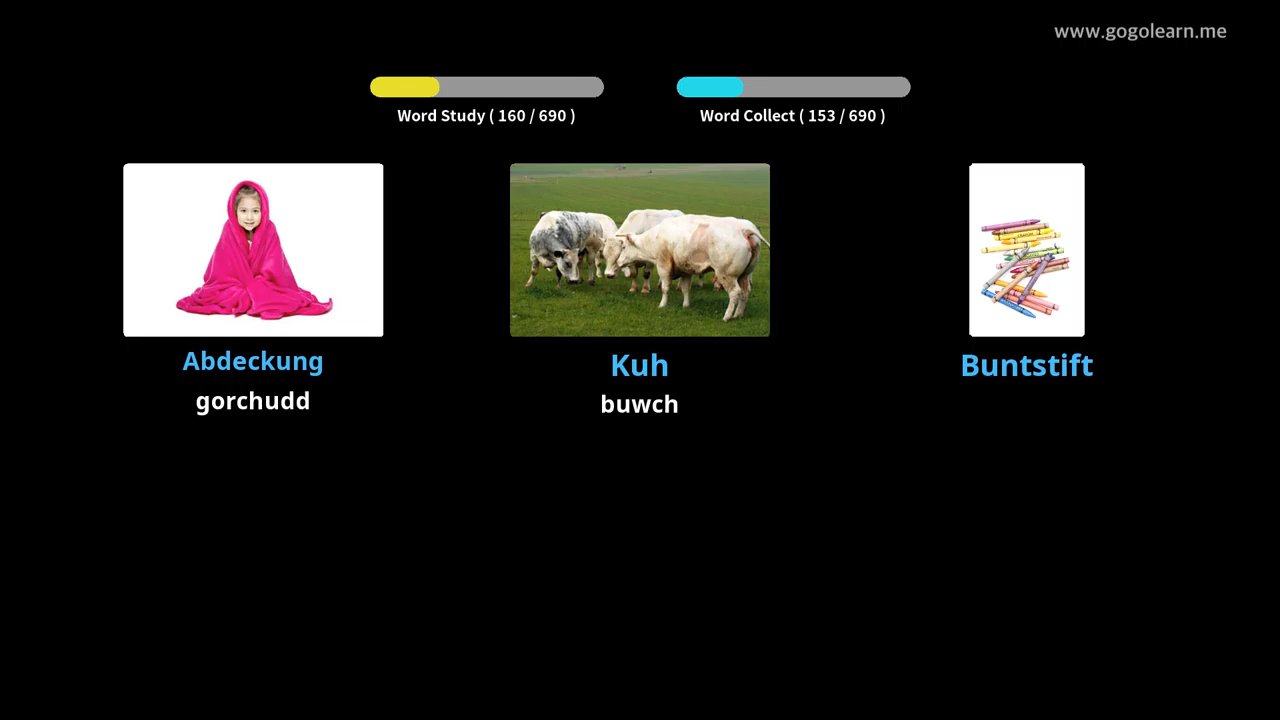 www.gogolearn.me
Word Study ( 160 / 690 )
Word Collect ( 153 / 690 )
Abdeckung
gorchudd
Kuh
buwch
Buntstift